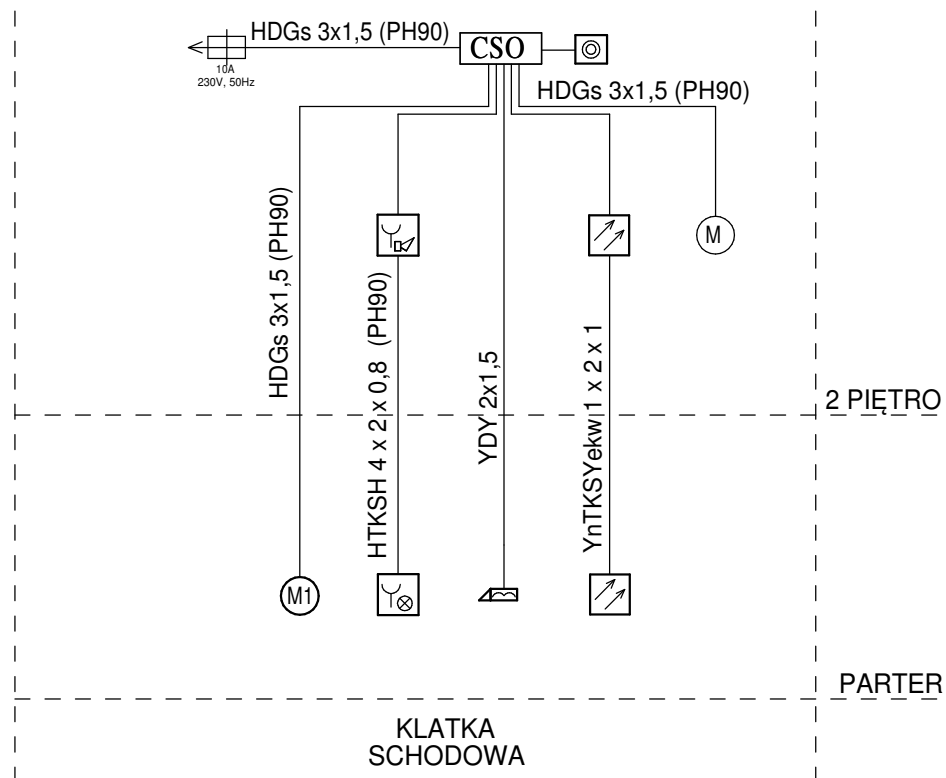 HDGs 3x1,5 (PH90)
CSO
10A
230V, 50Hz
HDGs 3x1,5 (PH90)
HDGs 3x1,5 (PH90)
HTKSH 4 x 2 x 0,8 (PH90)
YDY 2x1,5
YnTKSYekw 1 x 2 x 1
M
2 PIĘTRO
M1
PARTER
KLATKA
SCHODOWA